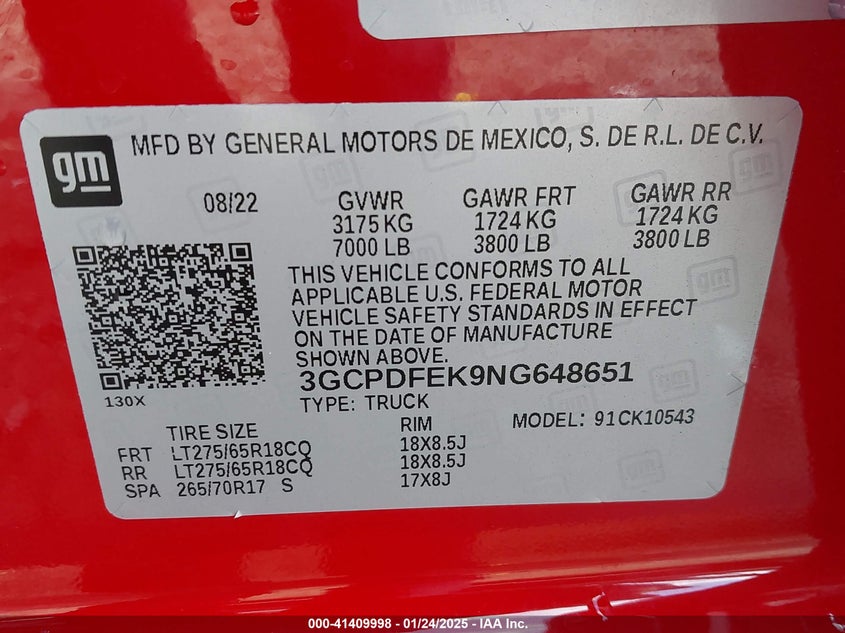 gm
MFD BY GENERAL MOTORS DE MEXICO, S. DE R.L. DE C.V.
08/22 GVWR GAWR FRT GAWR RR
3175 KG 1724 KG 1724 KG
7000 LB 3800 LB 3800 LB
THIS VEHICLE CONFORMS TO ALL
APPLICABLE U.S. FEDERAL MOTOR
VEHICLE SAFETY STANDARDS IN EFFECT
ON THE DATE OF MANUFACTURE
SHOWN ABOVE.
3GCPDFEK9NG648651
130X
TYPE: TRUCK
MODEL: 91CK10543
TIRE SIZE RIM
FRT LT275/65R18CQ 18X8.5J
RR LT275/65R18CQ 18X8.5J
SPA 265/70R17 S 17X8J
000-41409998 - 01/24/2025 - IAA Inc.